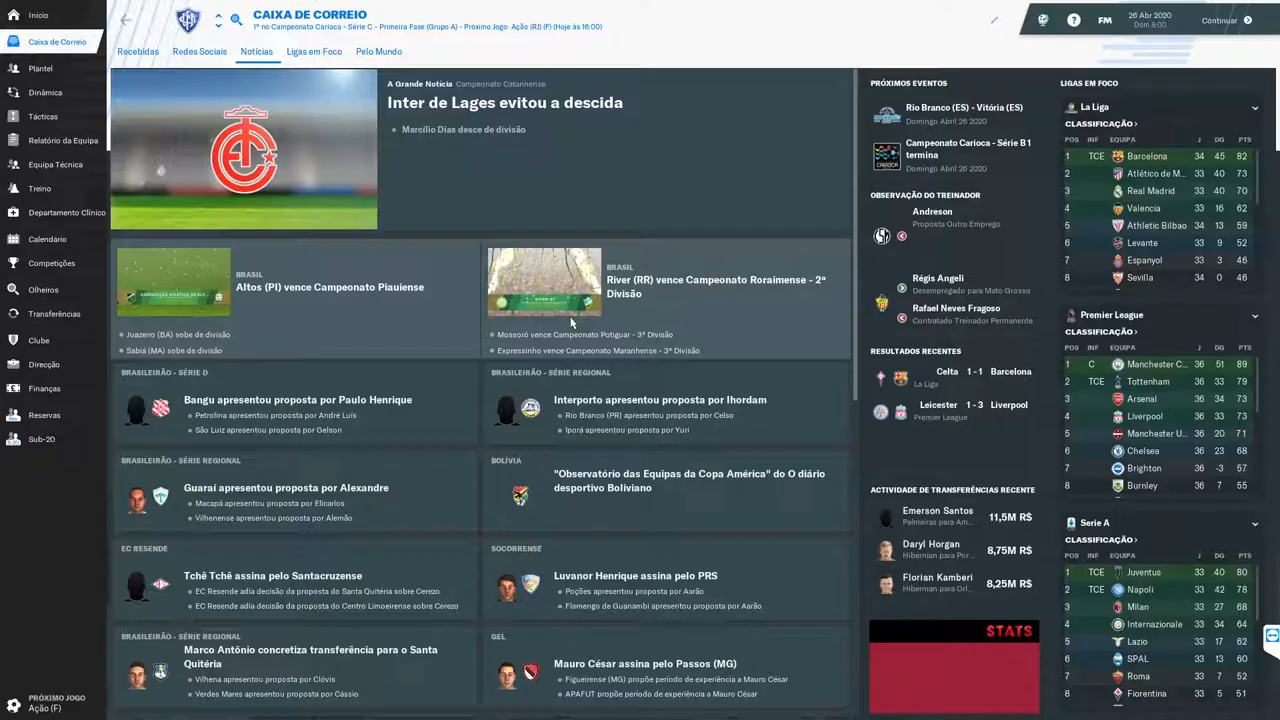 Início
Caixa de Correio
Plantel
Dinâmica
Tácticas
Relatório da Equipa
Equipa Técnica
Treino
Departamento Clínico
Calendário
Competições
Olheiros
Transferências
Clube
Direcção
Finanças
Reservas
Sub-20
PRÓXIMO JOGO
Ação (F)
CAIXA DE CORREIO
1º no Campeonato Carioca - Série C - Primeira Fase (Grupo A) - Próximo Jogo: Ação (RJ) (F) (Hoje às 16:00)
FM
26 Abr 2020
Dom 8:00
Continuar
Recebidas
Redes Sociais
Notícias
Ligas em Foco
Pelo Mundo
A Grande Notícia Campeonato Catarinense
Inter de Lages evitou a descida
Marcílio Dias desce de divisão
BRASIL
Altos (PI) vence Campeonato Piauiense
Juazeiro (BA) sobe de divisão
Sabiá (MA) sobe de divisão
BRASIL
River (RR) vence Campeonato Roraimense - 2ª
Divisão
Mossoró vence Campeonato Potiguar - 3ª Divisão
Expressinho vence Campeonato Maranhense - 3ª Divisão
BRASILEIRÃO - SÉRIE D
Bangu apresentou proposta por Paulo Henrique
Petrolina apresentou proposta por André Luís
São Luiz apresentou proposta por Gelson
BRASILEIRÃO - SÉRIE REGIONAL
Interporto apresentou proposta por Ihordam
Rio Branco (PR) apresentou proposta por Celso
Iporá apresentou proposta por Yuri
BRASILEIRÃO - SÉRIE REGIONAL
Guaraí apresentou proposta por Alexandre
Macapá apresentou proposta por Elicarlos
Vilhenense apresentou proposta por Alemão
BOLÍVIA
"Observatório das Equipas da Copa América" do O diário
desportivo Boliviano
EC RESENDE
Tchê Tchê assina pelo Santacruzense
EC Resende adia decisão da proposta do Santa Quitéria sobre Cerezo
EC Resende adia decisão da proposta do Centro Limoeirense sobre Cerezo
SOCORRENSE
Luvanor Henrique assina pelo PRS
Poções apresentou proposta por Aarão
Flamengo de Guanambi apresentou proposta por Aarão
BRASILEIRÃO - SÉRIE REGIONAL
Marco Antônio concretiza transferência para o Santa
Quitéria
Vilhena apresentou proposta por Clóvis
Verdes Mares apresentou proposta por Cássio
GEL
Mauro César assina pelo Passos (MG)
Figueirense (MG) propõe período de experiência a Mauro César
APAFUT propõe período de experiência a Mauro César
PRÓXIMOS EVENTOS
Rio Branco (ES) - Vitória (ES)
Domingo Abril 26 2020
Campeonato Carioca - Série B1
termina
Domingo Abril 26 2020
OBSERVAÇÃO DO TREINADOR
Andreson
Proposta Outro Emprego
Régis Angeli
Desempregado para Mato Grosso
Rafael Neves Fragoso
Contratado Treinador Permanente
RESULTADOS RECENTES
Celta 1 - 1 Barcelona
La Liga
Leicester 1 - 3 Liverpool
Premier League
ACTIVIDADE DE TRANSFERÊNCIAS RECENTE
Emerson Santos
Palmeiras para Arn... 11,5M R$
Daryl Horgan
Hibernian para Por... 8,75M R$
Florian Kamberi
Hibernian para Orl... 8,25M R$
STATS
LIGAS EM FOCO
La Liga
CLASSIFICAÇÃO
POS INF EQUIPA J DG PTS
1 TCE Barcelona 34 45 82
2 Atlético de M... 33 40 73
3 Real Madrid 33 40 70
4 Valencia 33 16 62
5 Athletic Bilbao 34 13 59
6 Levante 33 9 52
7 Espanyol 33 3 46
8 Sevilla 34 0 46
Premier League
CLASSIFICAÇÃO
POS INF EQUIPA J DG PTS
1 C Manchester C... 36 51 89
2 TCE Tottenham 36 33 79
3 Arsenal 36 34 73
4 Liverpool 36 33 73
5 Manchester U... 36 20 71
6 Chelsea 36 23 68
7 Brighton 36 -3 57
8 Burnley 36 7 55
Serie A
CLASSIFICAÇÃO
POS INF EQUIPA J DG PTS
1 TCE Juventus 33 40 80
2 TCE Napoli 33 42 78
3 Milan 33 27 68
4 Internazionale 33 34 64
5 Lazio 33 17 62
6 SPAL 33 13 60
7 Roma 33 7 52
8 Fiorentina 33 5 51